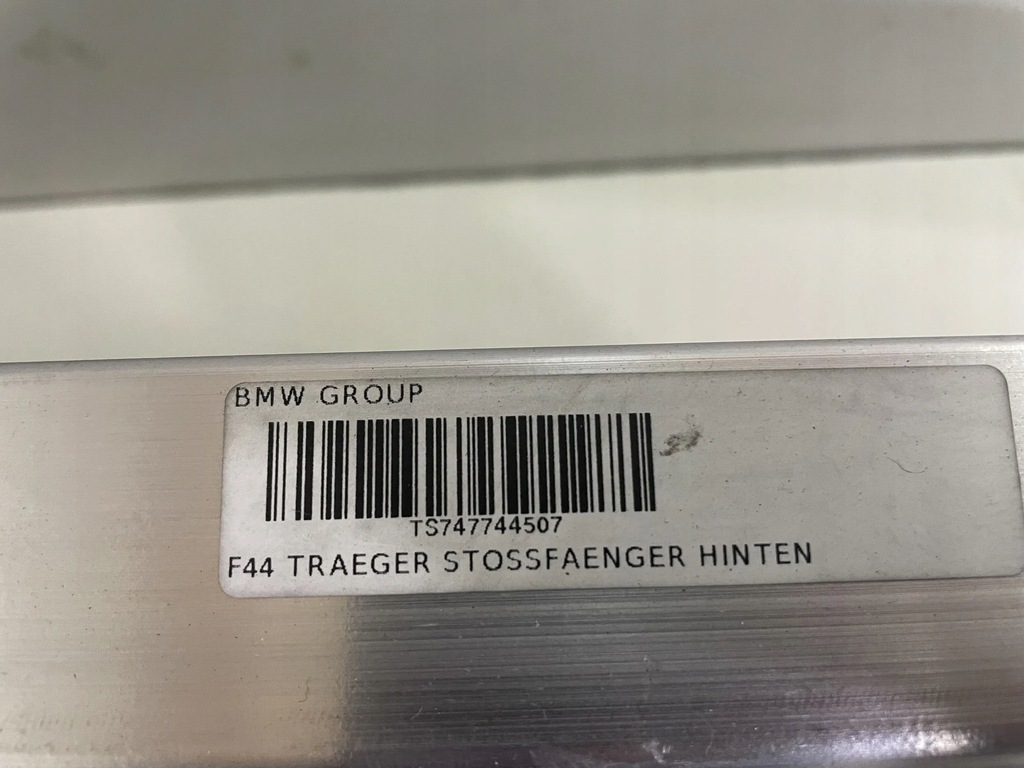 BMW GROUP
TS747744507
F44 TRAEGER STOSSFAENGER HINTEN